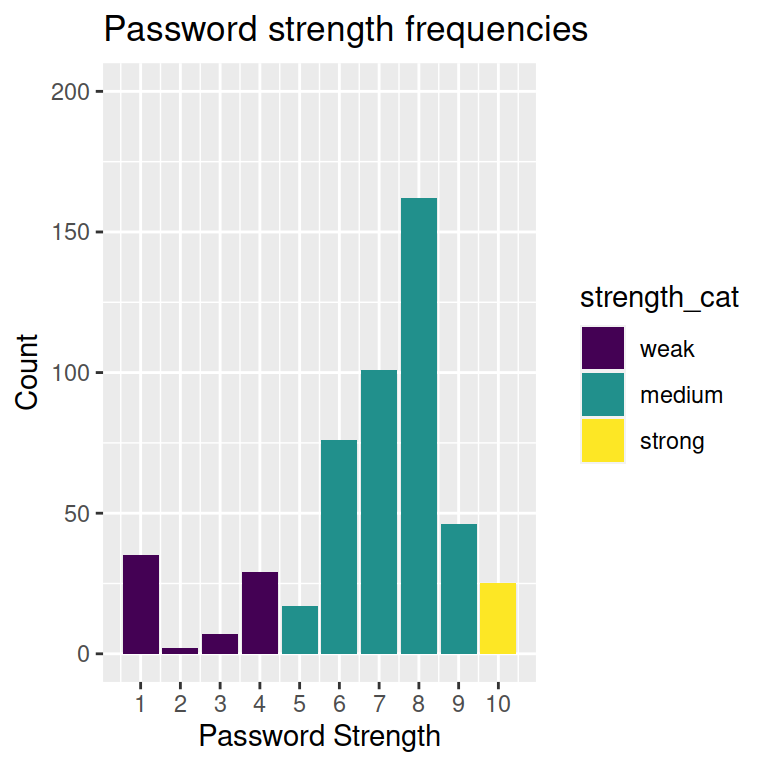 Password strength frequencies
200
150
100
50
0
Count
1 2 3 4 5 6 7 8 9 10
Password Strength
strength_cat
weak
medium
strong